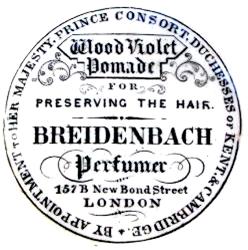 BY APPOINTMENT TO HER MAJESTY, PRINCE CONSORT, DUCHESSES OF KENT, & CAMBRIDGE.
Wood Violet
Pomade
FOR
PRESERVING THE HAIR.
BREIDENBACH
Perfumer
157B New Bond Street
LONDON